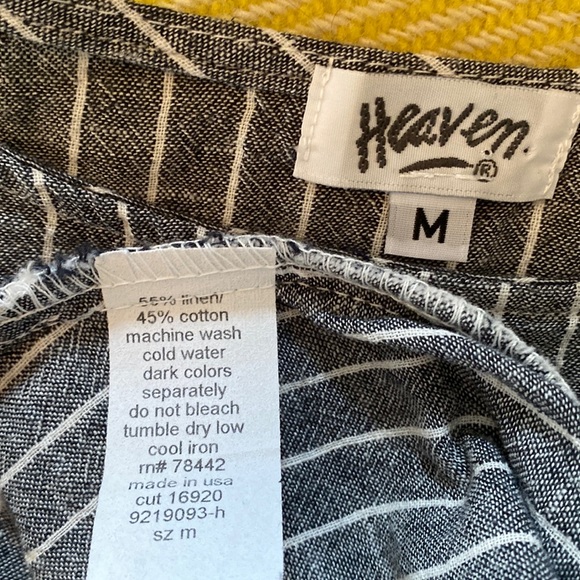 Heaven
®
M
55% linen/
45% cotton
machine wash
cold water
dark colors
separately
do not bleach
tumble dry low
cool iron
rn# 78442
made in usa
cut 16920
9219093-h
sz m